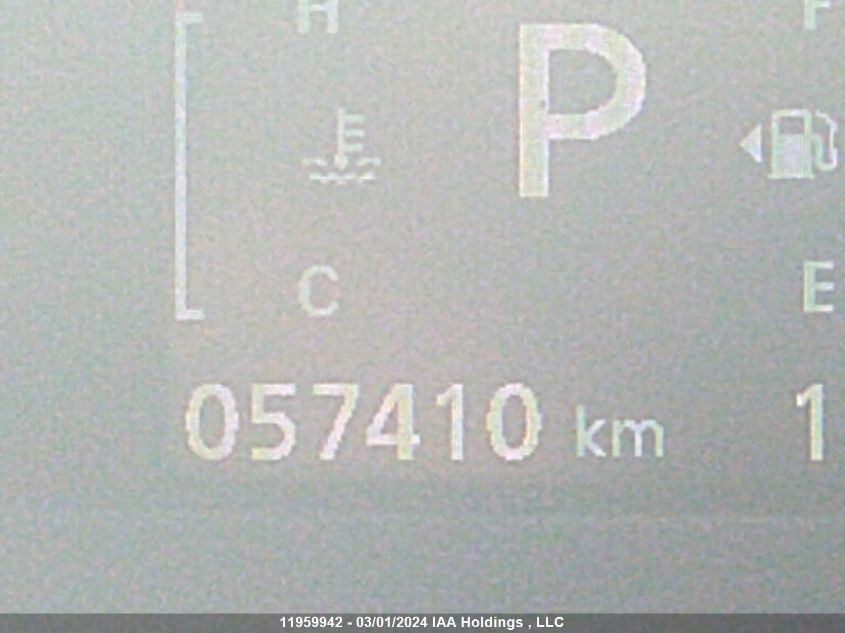 H P F
C E
057410 km 1
11959942 - 03/01/2024 IAA Holdings , LLC